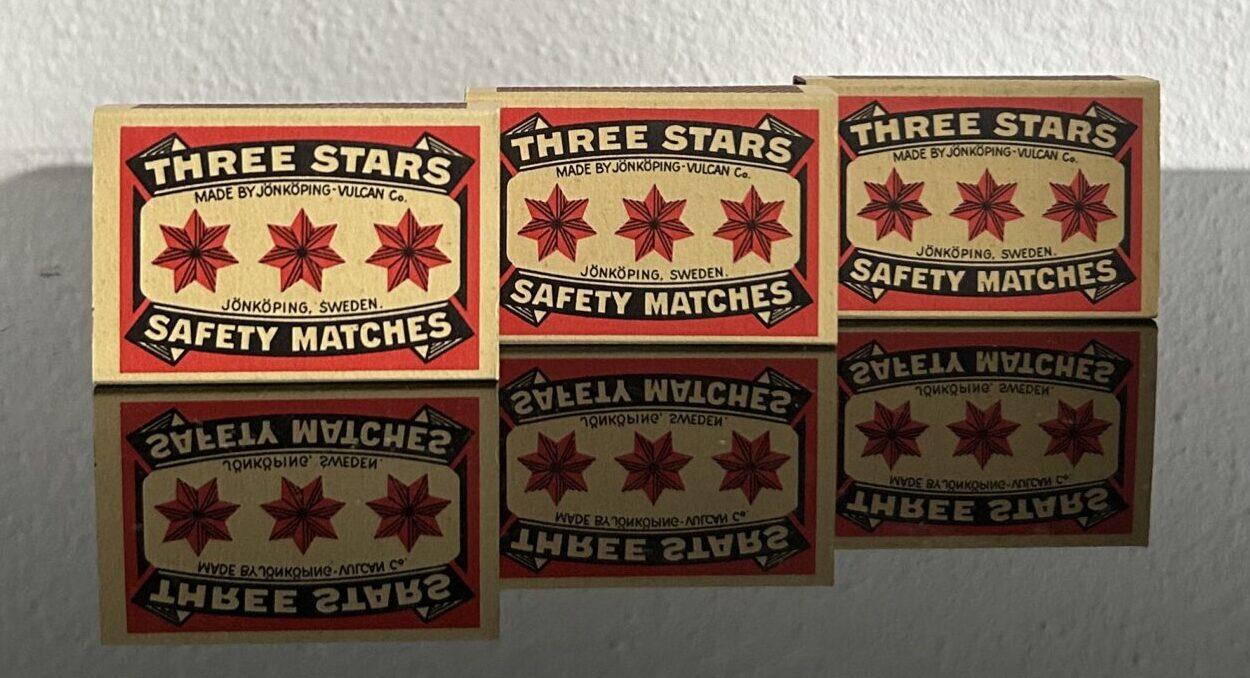 THREE STARS
MADE BY JÖNKÖPING-VULCAN Co.
JÖNKÖPING, SWEDEN.
SAFETY MATCHES
THREE STARS
MADE BY JÖNKÖPING-VULCAN Co.
JÖNKÖPING, SWEDEN.
SAFETY MATCHES
THREE STARS
MADE BY JÖNKÖPING-VULCAN Co.
JÖNKÖPING, SWEDEN.
SAFETY MATCHES